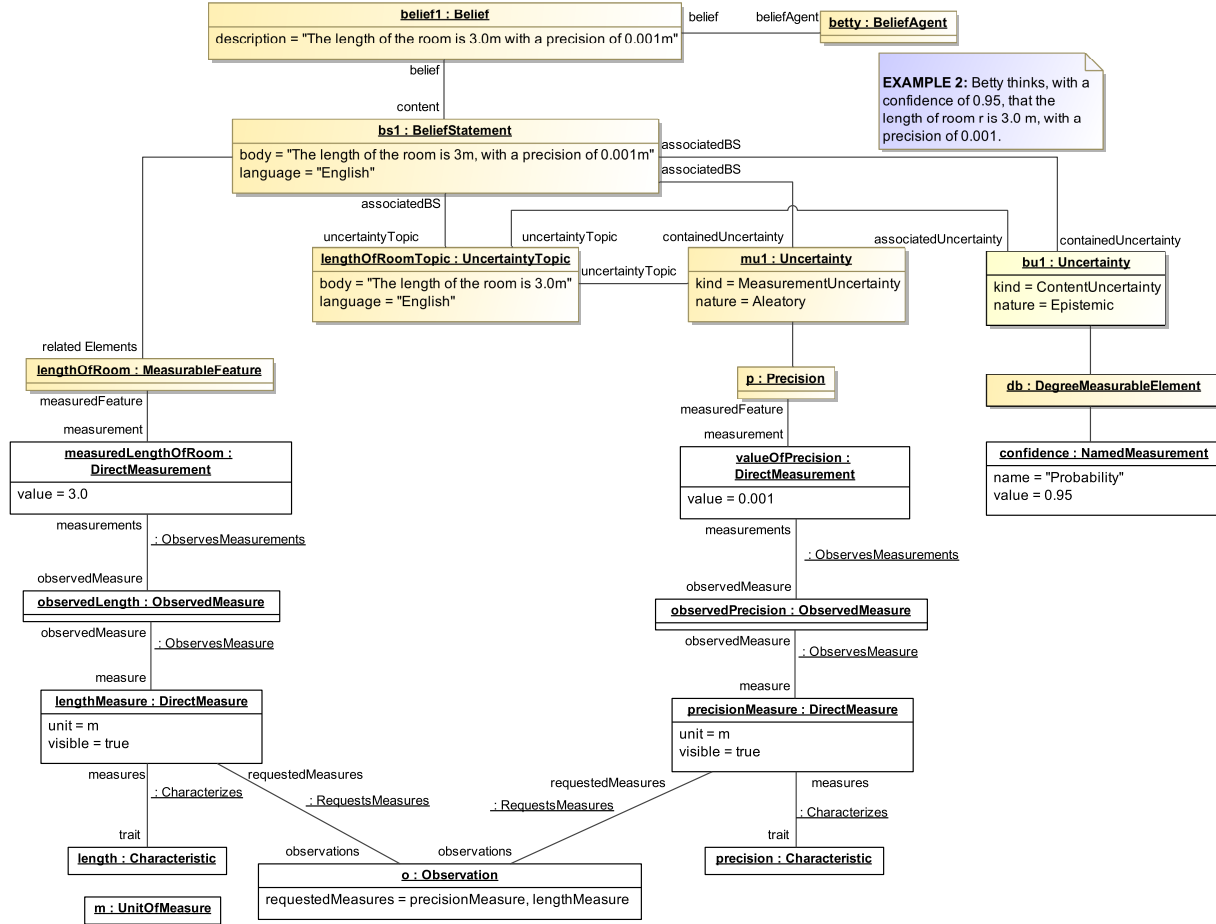 belief1 : Belief
description = "The length of the room is 3.0m with a precision of 0.001m"
belief
beliefAgent
betty : BeliefAgent
EXAMPLE 2: Betty thinks, with a
confidence of 0.95, that the
length of room r is 3.0 m, with a
precision of 0.001.
belief
content
bs1 : BeliefStatement
body = "The length of the room is 3m, with a precision of 0.001m"
language = "English"
associatedBS
associatedBS
associatedBS
uncertaintyTopic
uncertaintyTopic
containedUncertainty
associatedUncertainty
containedUncertainty
lengthOfRoomTopic : UncertaintyTopic
body = "The length of the room is 3.0m"
language = "English"
uncertaintyTopic
mu1 : Uncertainty
kind = MeasurementUncertainty
nature = Aleatory
bu1 : Uncertainty
kind = ContentUncertainty
nature = Epistemic
related Elements
lengthOfRoom : MeasurableFeature
measuredFeature
measurement
measuredLengthOfRoom :
DirectMeasurement
value = 3.0
measurements
: ObservesMeasurements
observedMeasure
observedLength : ObservedMeasure
observedMeasure
: ObservesMeasure
measure
lengthMeasure : DirectMeasure
unit = m
visible = true
measures
: Characterizes
trait
length : Characteristic
m : UnitOfMeasure
requestedMeasures
: RequestsMeasures
observations
p : Precision
measuredFeature
measurement
valueOfPrecision :
DirectMeasurement
value = 0.001
measurements
: ObservesMeasurements
observedMeasure
observedPrecision : ObservedMeasure
observedMeasure
: ObservesMeasure
measure
precisionMeasure : DirectMeasure
unit = m
visible = true
requestedMeasures
: RequestsMeasures
observations
measures
: Characterizes
trait
precision : Characteristic
o : Observation
requestedMeasures = precisionMeasure, lengthMeasure
db : DegreeMeasurableElement
confidence : NamedMeasurement
name = "Probability"
value = 0.95